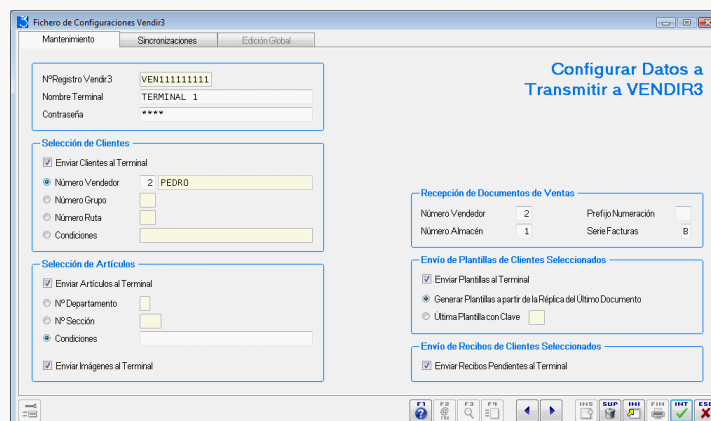 Fichero de Configuraciones Vendir3
Mantenimiento
Sincronizaciones
Edición Global
Configurar Datos a
Transmitir a VENDIR3
NºRegistro Vendir3 VEN111111111
Nombre Terminal TERMINAL 1
Contraseña ****
Selección de Clientes
Enviar Clientes al Terminal
Número Vendedor 2 PEDRO
Número Grupo
Número Ruta
Condiciones
Selección de Artículos
Enviar Artículos al Terminal
Nº Departamento
Nº Sección
Condiciones
Enviar Imágenes al Terminal
Recepción de Documentos de Ventas
Número Vendedor 2 Prefijo Numeración
Número Almacén 1 Serie Facturas B
Envío de Plantillas de Clientes Seleccionados
Enviar Plantillas al Terminal
Generar Plantillas a partir de la Réplica del Último Documento
Última Plantilla con Clave
Envío de Recibos de Clientes Seleccionados
Enviar Recibos Pendientes al Terminal
F1 F2 F3 F4 INS SUP INI FIN INT ESC